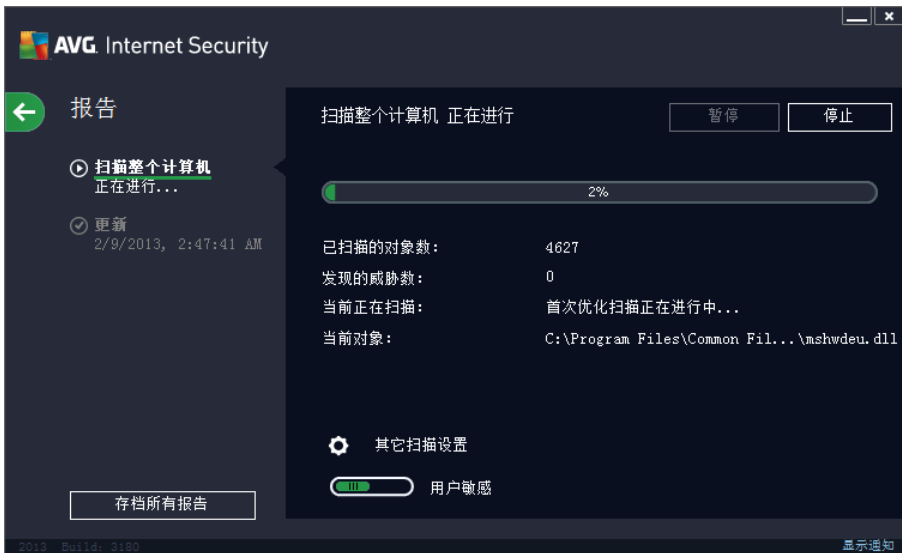 AVG. Internet Security
报告
扫描整个计算机
正在进行...
更新
2/9/2013, 2:47:41 AM
存档所有报告
扫描整个计算机 正在进行
暂停
停止
2%
已扫描的对象数: 4627
发现的威胁数: 0
当前正在扫描: 首次优化扫描正在进行中...
当前对象: C:\Program Files\Common Fil...\mshwdeu.dll
其它扫描设置
用户敏感
2013 Build: 3180
显示通知